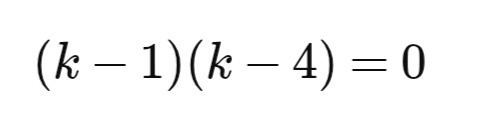 (k − 1)(k − 4) = 0